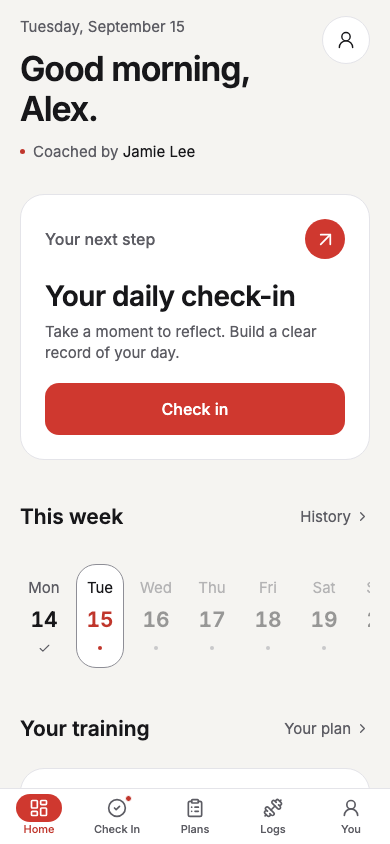 Tuesday, September 15
Good morning,
Alex.
Coached by Jamie Lee
Your next step
Your daily check-in
Take a moment to reflect. Build a clear
record of your day.
Check in
This week
History
Mon Tue Wed Thu Fri Sat
14 15 16 17 18 19
Your training
Your plan
Home Check In Plans Logs You